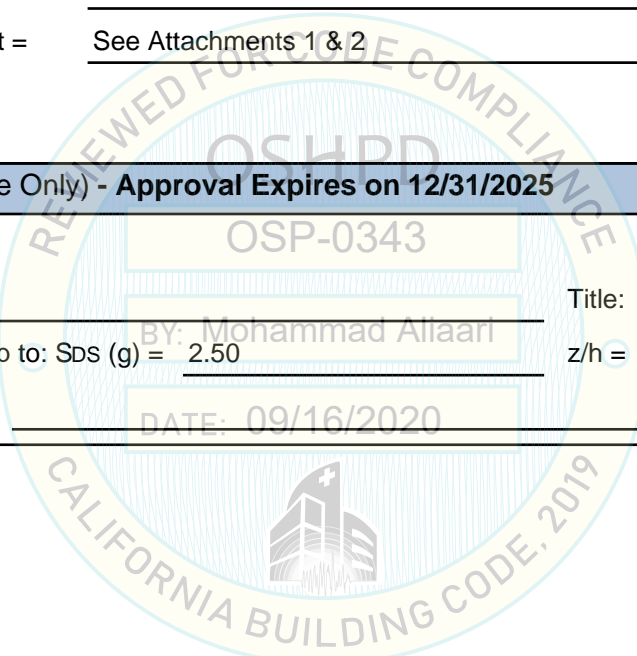 t = See Attachments 1 & 2
REVIEWED FOR CODE COMPLIANCE
OSHPD
e Only) - Approval Expires on 12/31/2025
OSP-0343
Title:
BY: Mohammad Aliaari
o to: SDS (g) = 2.50 z/h =
DATE: 09/16/2020
CALIFORNIA BUILDING CODE, 2019